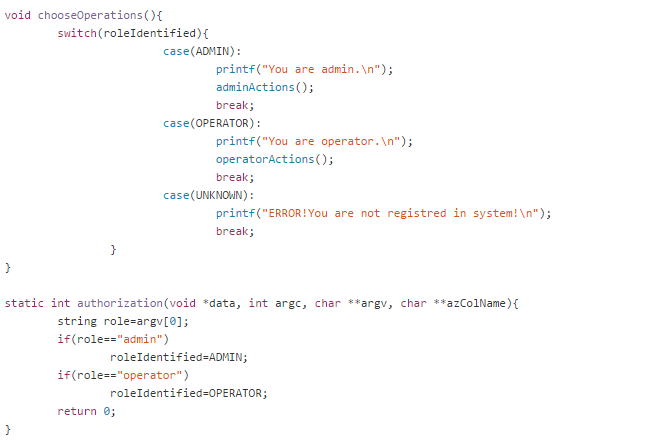 void chooseOperations(){
switch(roleIdentified){
case(ADMIN):
printf("You are admin.\n");
adminActions();
break;
case(OPERATOR):
printf("You are operator.\n");
operatorActions();
break;
case(UNKNOWN):
printf("ERROR!You are not registred in system!\n");
break;
}
}
static int authorization(void *data, int argc, char **argv, char **azColName){
string role=argv[0];
if(role=="admin")
roleIdentified=ADMIN;
if(role=="operator")
roleIdentified=OPERATOR;
return 0;
}